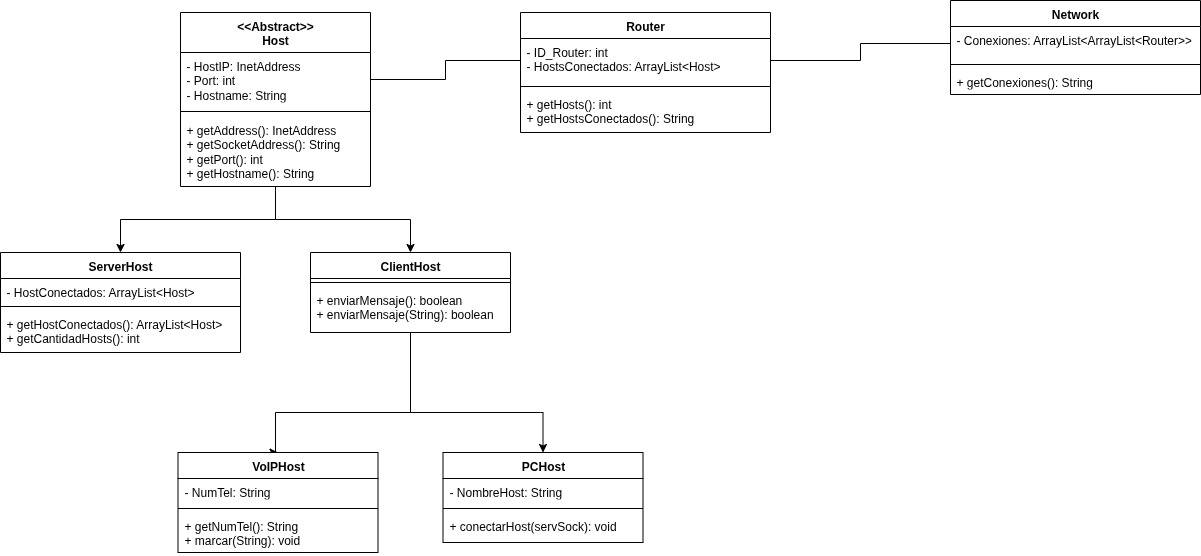 <<Abstract>>
Host
- HostIP: InetAddress
- Port: int
- Hostname: String
+ getAddress(): InetAddress
+ getSocketAddress(): String
+ getPort(): int
+ getHostname(): String
Router
- ID_Router: int
- HostsConectados: ArrayList<Host>
+ getHosts(): int
+ getHostsConectados(): String
Network
- Conexiones: ArrayList<ArrayList<Router>>
+ getConexiones(): String
ServerHost
- HostConectados: ArrayList<Host>
+ getHostConectados(): ArrayList<Host>
+ getCantidadHosts(): int
ClientHost
+ enviarMensaje(): boolean
+ enviarMensaje(String): boolean
VoIPHost
- NumTel: String
+ getNumTel(): String
+ marcar(String): void
PCHost
- NombreHost: String
+ conectarHost(servSock): void